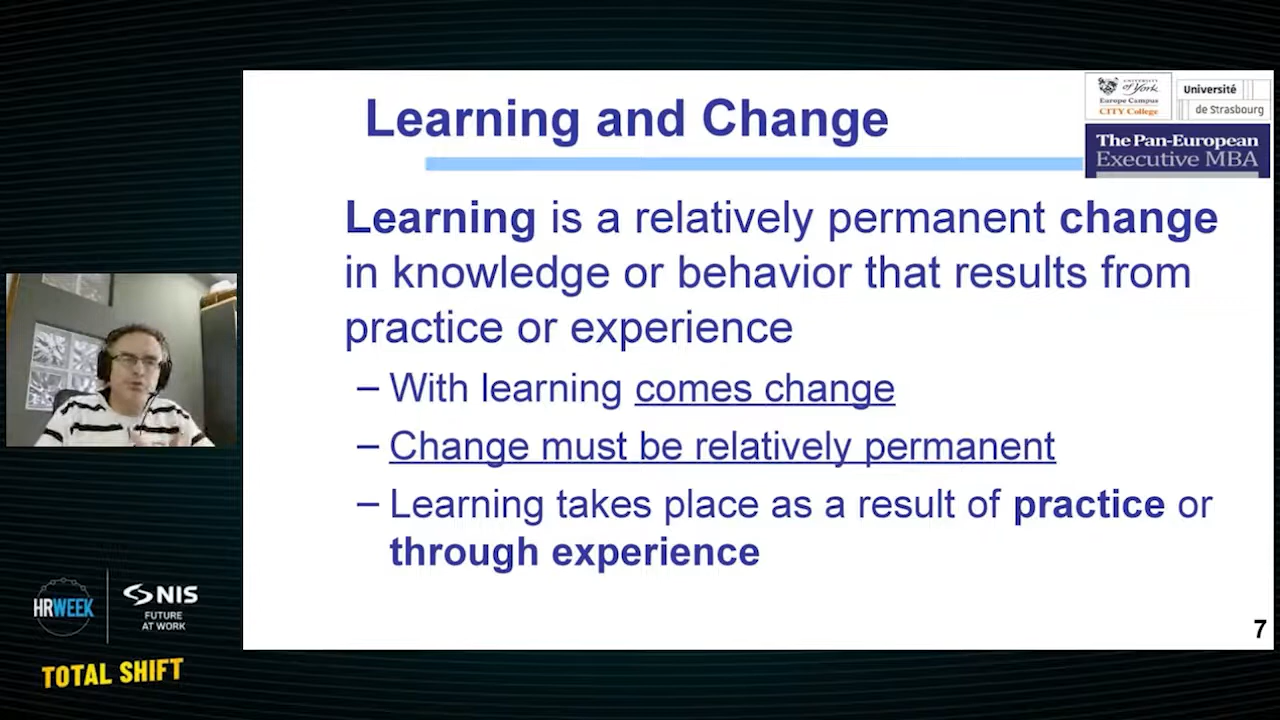 Learning and Change
UNIVERSITY
of York
Europe Campus
CITY College
Université
de Strasbourg
The Pan-European
Executive MBA
Learning is a relatively permanent change
in knowledge or behavior that results from
practice or experience
– With learning comes change
– Change must be relatively permanent
– Learning takes place as a result of practice or
through experience
7
HRWEEK
NIS
FUTURE
AT WORK
TOTAL SHIFT